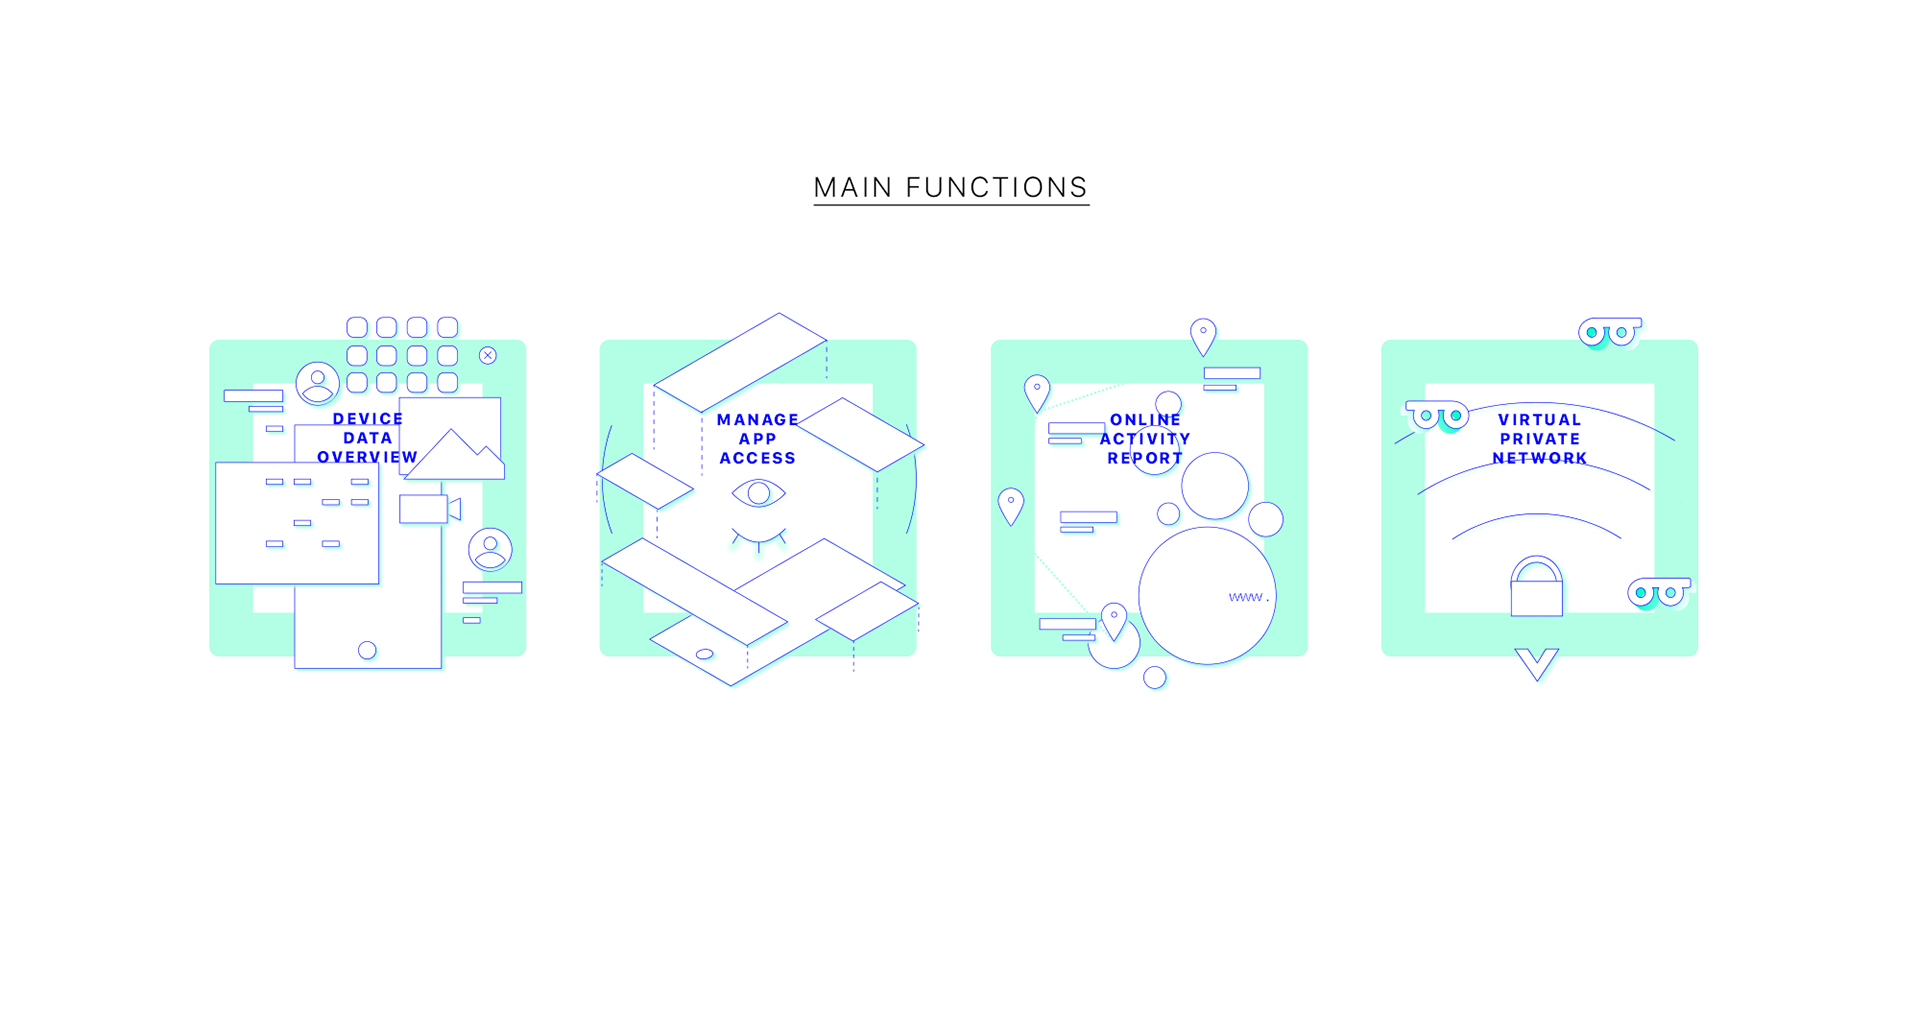 MAIN FUNCTIONS
DEVICE
DATA
OVERVIEW
MANAGE
APP
ACCESS
ONLINE
ACTIVITY
REPORT
www.
VIRTUAL
PRIVATE
NETWORK